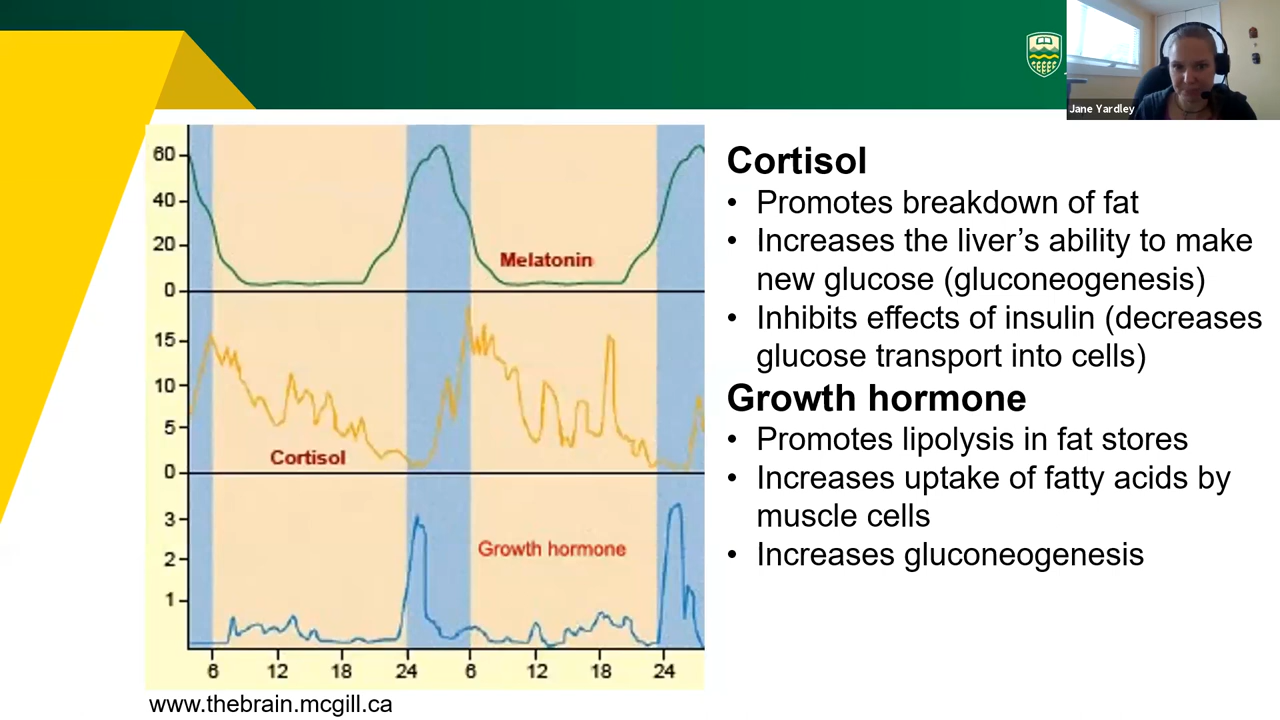 Jane Yardley
60
40
20
0
Melatonin
15
10
5
0
Cortisol
3
2
1
Growth hormone
6 12 18 24 6 12 18 24
www.thebrain.mcgill.ca
Cortisol
• Promotes breakdown of fat
• Increases the liver’s ability to make
new glucose (gluconeogenesis)
• Inhibits effects of insulin (decreases
glucose transport into cells)
Growth hormone
• Promotes lipolysis in fat stores
• Increases uptake of fatty acids by
muscle cells
• Increases gluconeogenesis